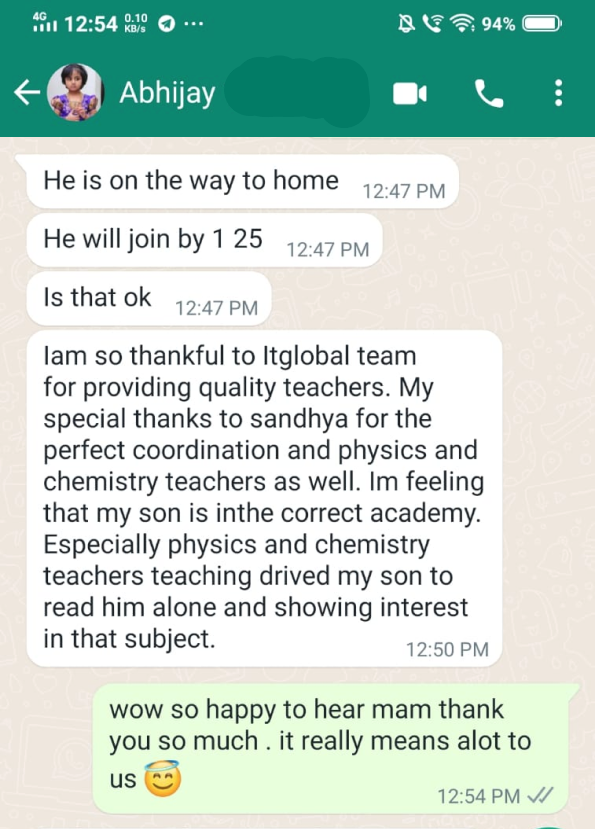 4G 12:54 0.10 KB/s ... 94%
Abhijay
He is on the way to home 12:47 PM
He will join by 1 25 12:47 PM
Is that ok 12:47 PM
Iam so thankful to Itglobal team
for providing quality teachers. My
special thanks to sandhya for the
perfect coordination and physics and
chemistry teachers as well. Im feeling
that my son is inthe correct academy.
Especially physics and chemistry
teachers teaching drived my son to
read him alone and showing interest
in that subject. 12:50 PM
wow so happy to hear mam thank
you so much . it really means alot to
us 😇
12:54 PM